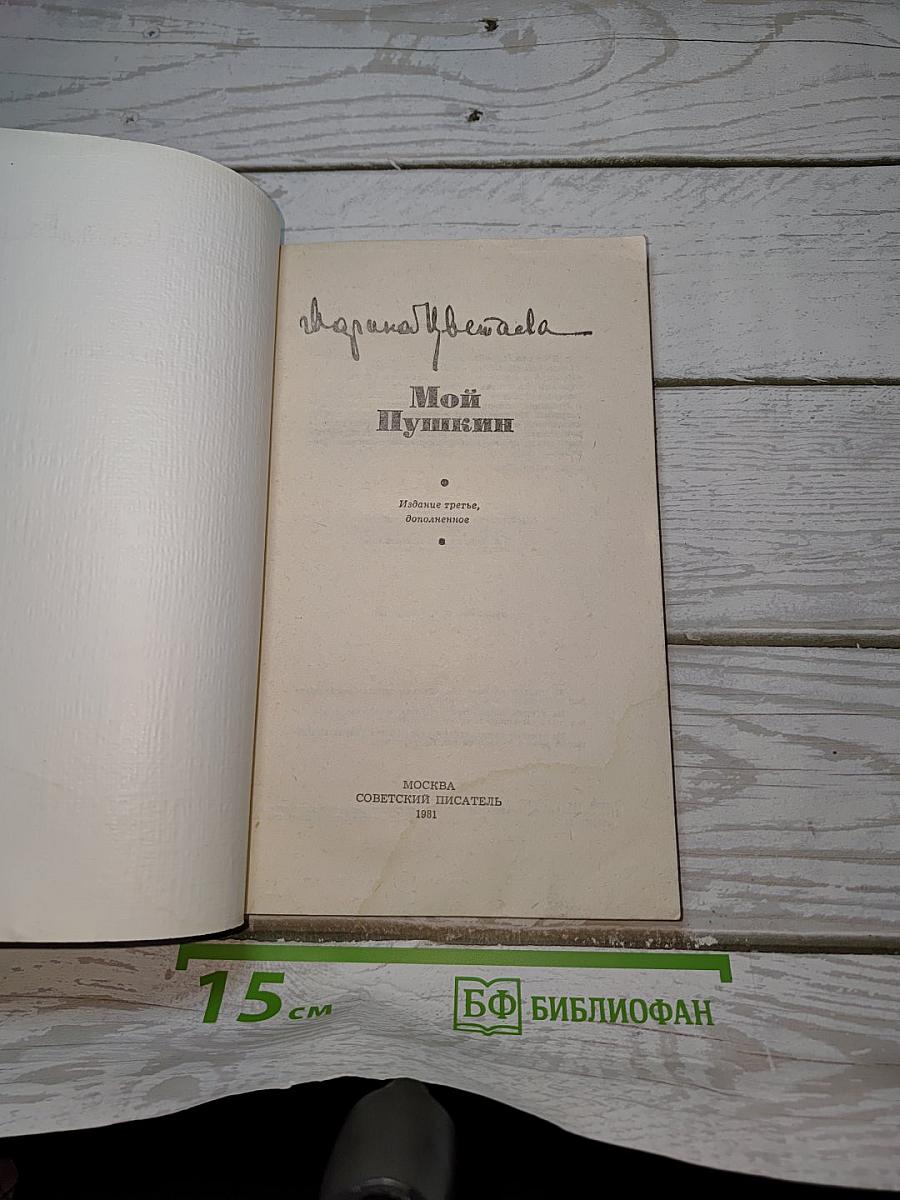 Марина Цветаева
Мой
Пушкин
Издание третье,
дополненное
МОСКВА
СОВЕТСКИЙ ПИСАТЕЛЬ
1981
15 см
БФ БИБЛИОФАН